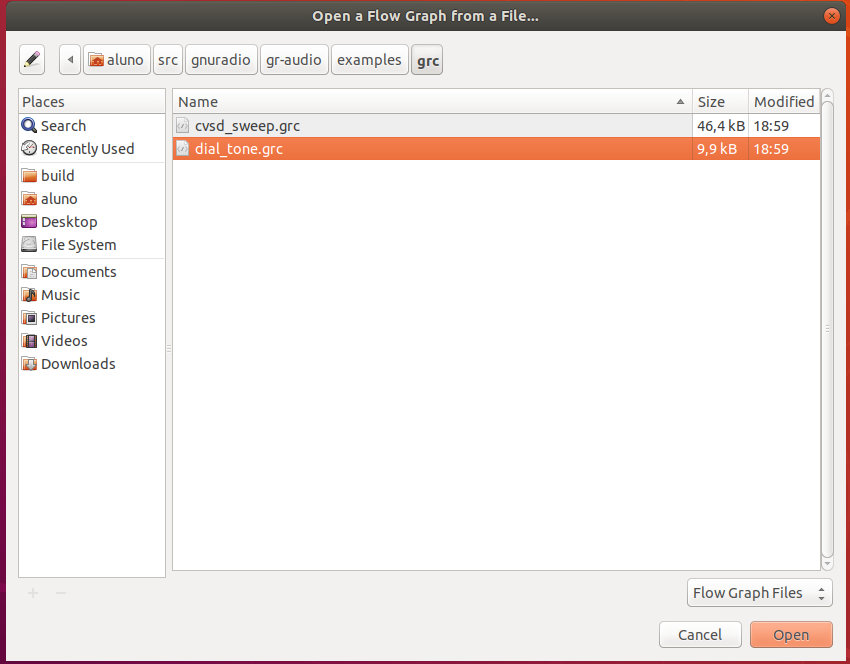 Open a Flow Graph from a File...
aluno src gnuradio gr-audio examples grc
Places
Search
Recently Used
build
aluno
Desktop
File System
Documents
Music
Pictures
Videos
Downloads
Name Size Modified
cvsd_sweep.grc 46,4 kB 18:59
dial_tone.grc 9,9 kB 18:59
Flow Graph Files
Cancel Open